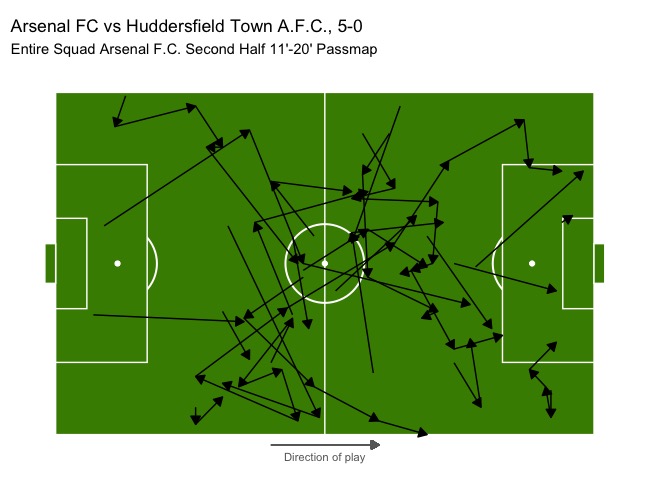 Arsenal FC vs Huddersfield Town A.F.C., 5-0
Entire Squad Arsenal F.C. Second Half 11'-20' Passmap
Direction of play